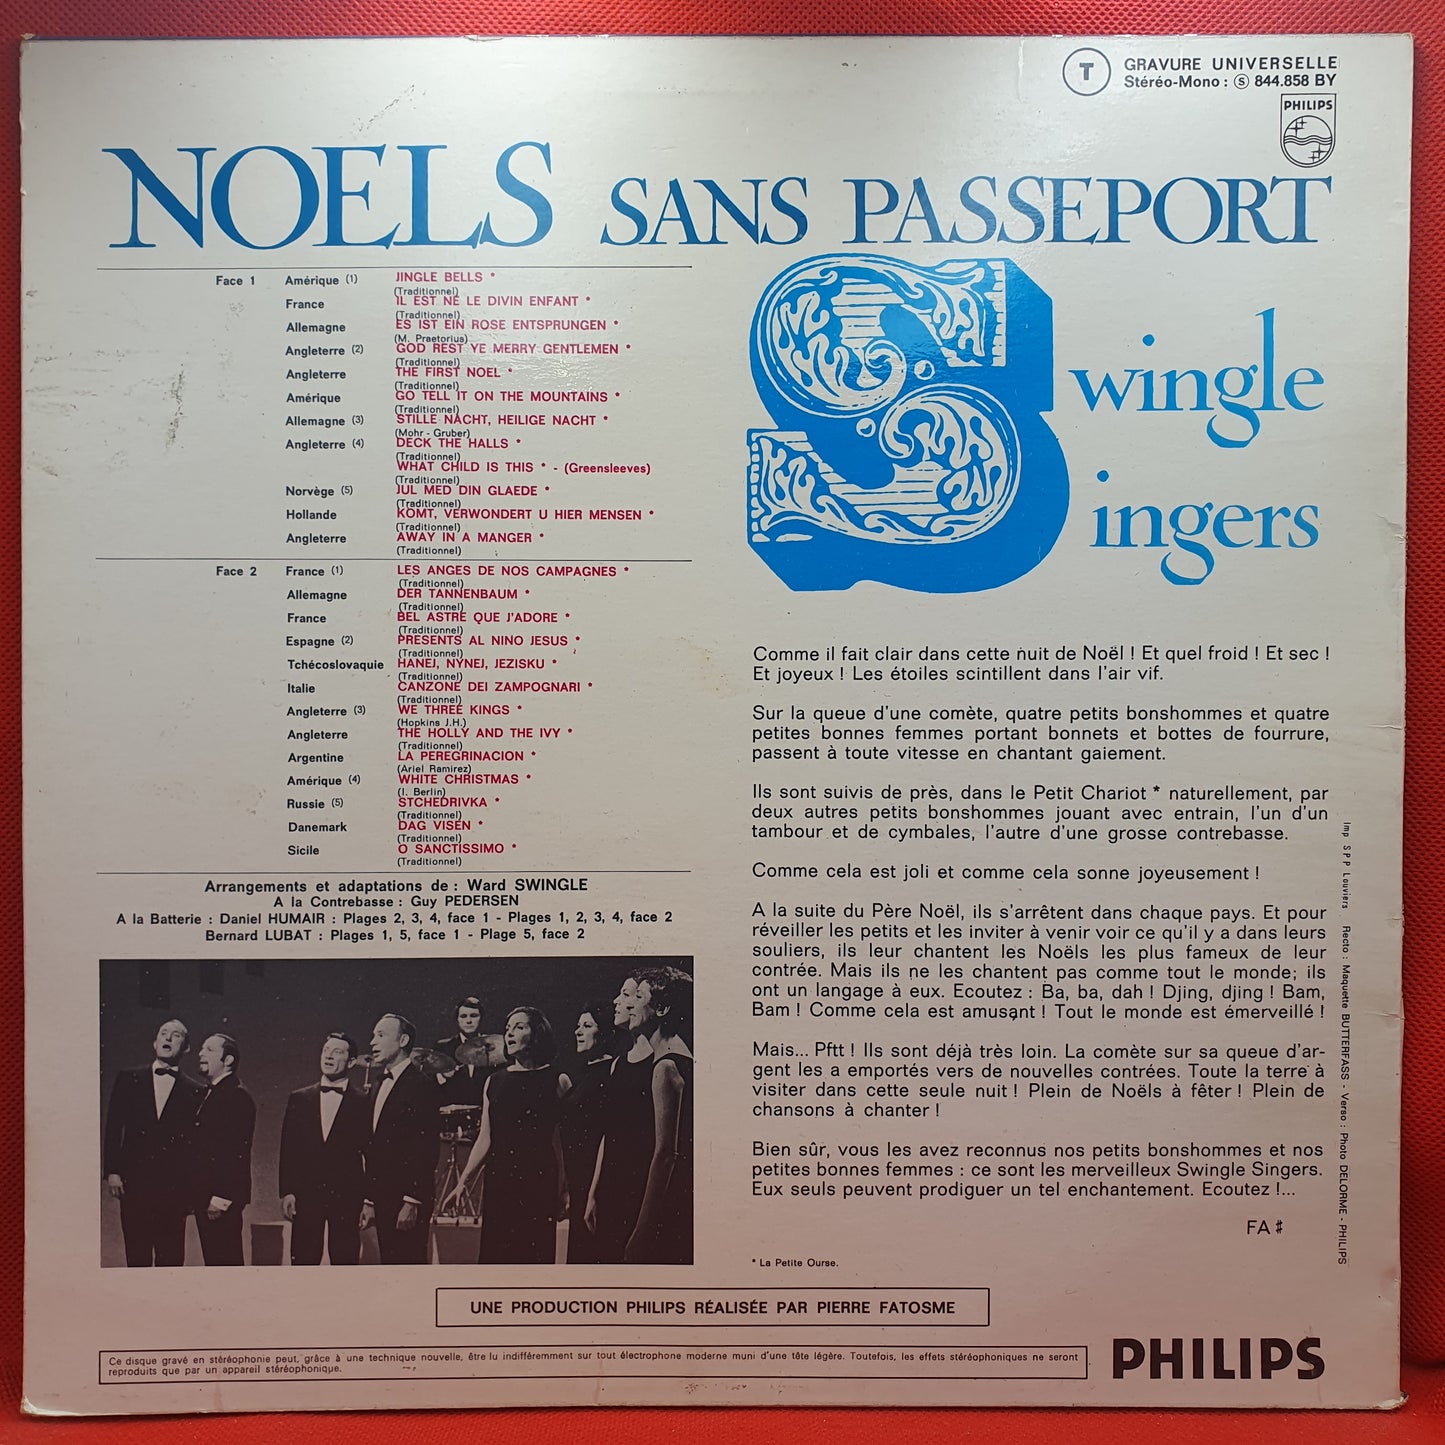 T
GRAVURE UNIVERSELLE
Stéréo-Mono : Ⓢ 844.858 BY
PHILIPS
NOELS SANS PASSEPORT
Swingle
Singers
Face 1 Amérique (1) JINGLE BELLS *
(Traditionnel)
France IL EST NÉ LE DIVIN ENFANT *
(Traditionnel)
Allemagne ES IST EIN ROSE ENTSPRUNGEN *
(M. Praetorius)
Angleterre (2) GOD REST YE MERRY GENTLEMEN *
(Traditionnel)
Angleterre THE FIRST NOEL *
(Traditionnel)
Amérique GO TELL IT ON THE MOUNTAINS *
(Traditionnel)
Allemagne (3) STILLE NACHT, HEILIGE NACHT *
(Mohr - Gruber)
Angleterre (4) DECK THE HALLS *
(Traditionnel)
WHAT CHILD IS THIS * - (Greensleeves)
(Traditionnel)
Norvège (5) JUL MED DIN GLAEDE *
(Traditionnel)
Hollande KOMT, VERWONDERT U HIER MENSEN *
(Traditionnel)
Angleterre AWAY IN A MANGER *
(Traditionnel)
Face 2 France (1) LES ANGES DE NOS CAMPAGNES *
(Traditionnel)
Allemagne DER TANNENBAUM *
(Traditionnel)
France BEL ASTRE QUE J'ADORE *
(Traditionnel)
Espagne (2) PRESENTS AL NINO JESUS *
(Traditionnel)
Tchécoslovaquie HANEJ, NYNEJ, JEZISKU *
(Traditionnel)
Italie CANZONE DEI ZAMPOGNARI *
(Traditionnel)
Angleterre (3) WE THREE KINGS *
(Hopkins J.H.)
Angleterre THE HOLLY AND THE IVY *
(Traditionnel)
Argentine LA PEREGRINACION *
(Ariel Ramirez)
Amérique (4) WHITE CHRISTMAS *
(I. Berlin)
Russie (5) STCHEDRIVKA *
(Traditionnel)
Danemark DAG VISEN *
(Traditionnel)
Sicile O SANCTISSIMO *
(Traditionnel)
Arrangements et adaptations de : Ward SWINGLE
A la Contrebasse : Guy PEDERSEN
A la Batterie : Daniel HUMAIR : Plages 2, 3, 4, face 1 - Plages 1, 2, 3, 4, face 2
Bernard LUBAT : Plages 1, 5, face 1 - Plage 5, face 2
Comme il fait clair dans cette nuit de Noël ! Et quel froid ! Et sec !
Et joyeux ! Les étoiles scintillent dans l'air vif.
Sur la queue d'une comète, quatre petits bonshommes et quatre
petites bonnes femmes portant bonnets et bottes de fourrure,
passent à toute vitesse en chantant gaiement.
Ils sont suivis de près, dans le Petit Chariot * naturellement, par
deux autres petits bonshommes jouant avec entrain, l'un d'un
tambour et de cymbales, l'autre d'une grosse contrebasse.
Comme cela est joli et comme cela sonne joyeusement !
A la suite du Père Noël, ils s'arrêtent dans chaque pays. Et pour
réveiller les petits et les inviter à venir voir ce qu'il y a dans leurs
souliers, ils leur chantent les Noëls les plus fameux de leur
contrée. Mais ils ne les chantent pas comme tout le monde; ils
ont un langage à eux. Ecoutez : Ba, ba, dah ! Djing, djing ! Bam,
Bam ! Comme cela est amusant ! Tout le monde est émerveillé !
Mais... Pftt ! Ils sont déjà très loin. La comète sur sa queue d'ar-
gent les a emportés vers de nouvelles contrées. Toute la terre à
visiter dans cette seule nuit ! Plein de Noëls à fêter ! Plein de
chansons à chanter !
Bien sûr, vous les avez reconnus nos petits bonshommes et nos
petites bonnes femmes : ce sont les merveilleux Swingle Singers.
Eux seuls peuvent prodiguer un tel enchantement. Ecoutez !...
FA ♯
* La Petite Ourse.
Imp S P P Louviers Recto : Maquette BUTTERFASS - Verso : Photo DELORME - PHILIPS
UNE PRODUCTION PHILIPS RÉALISÉE PAR PIERRE FATOSME
Ce disque gravé en stéréophonie peut, grâce à une technique nouvelle, être lu indifféremment sur tout électrophone moderne muni d'une tête légère. Toutefois, les effets stéréophoniques ne seront
reproduits que par un appareil stéréophonique.
PHILIPS